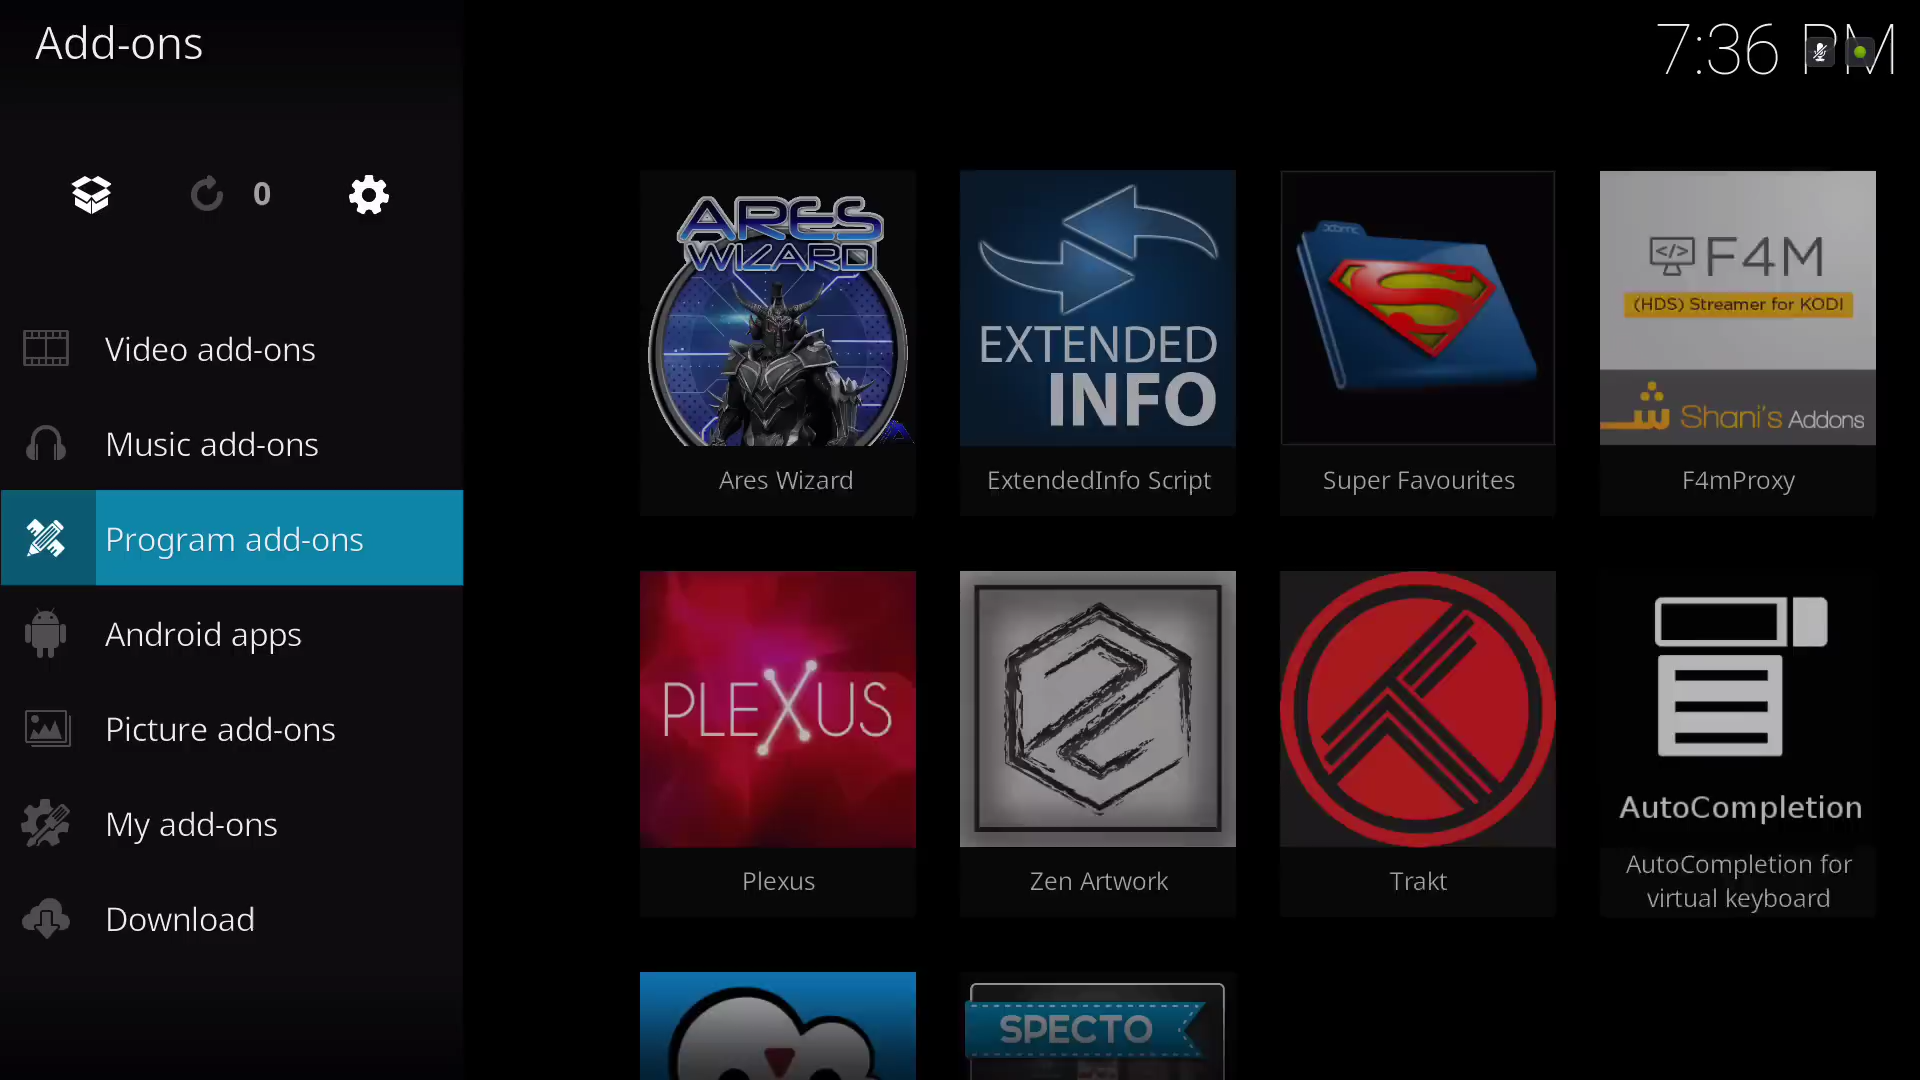 Add-ons
7:36 PM
0
Video add-ons
Music add-ons
Program add-ons
Android apps
Picture add-ons
My add-ons
Download
ARES
WIZARD
Ares Wizard
EXTENDED
INFO
ExtendedInfo Script
xbmc
Super Favourites
</> F4M
(HDS) Streamer for KODI
ش Shani's Addons
F4mProxy
PLEXUS
Plexus
Zen Artwork
Trakt
AutoCompletion
AutoCompletion for
virtual keyboard
SPECTO